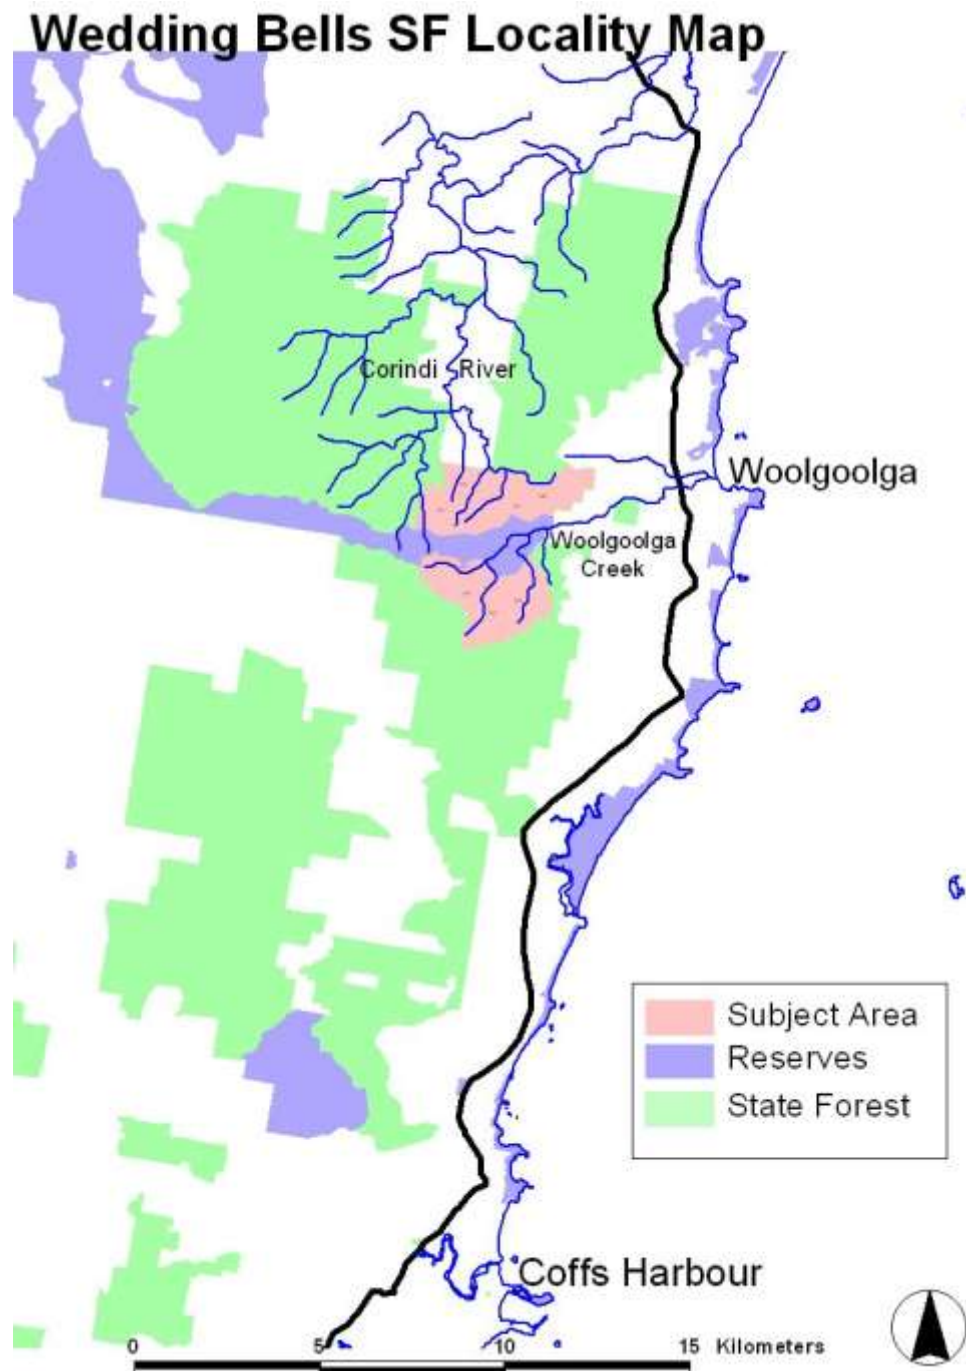 Wedding Bells SF Locality Map
Corindi River
Woolgoolga
Woolgoolga
Creek
Subject Area
Reserves
State Forest
Coffs Harbour
0 5 10 15 Kilometers